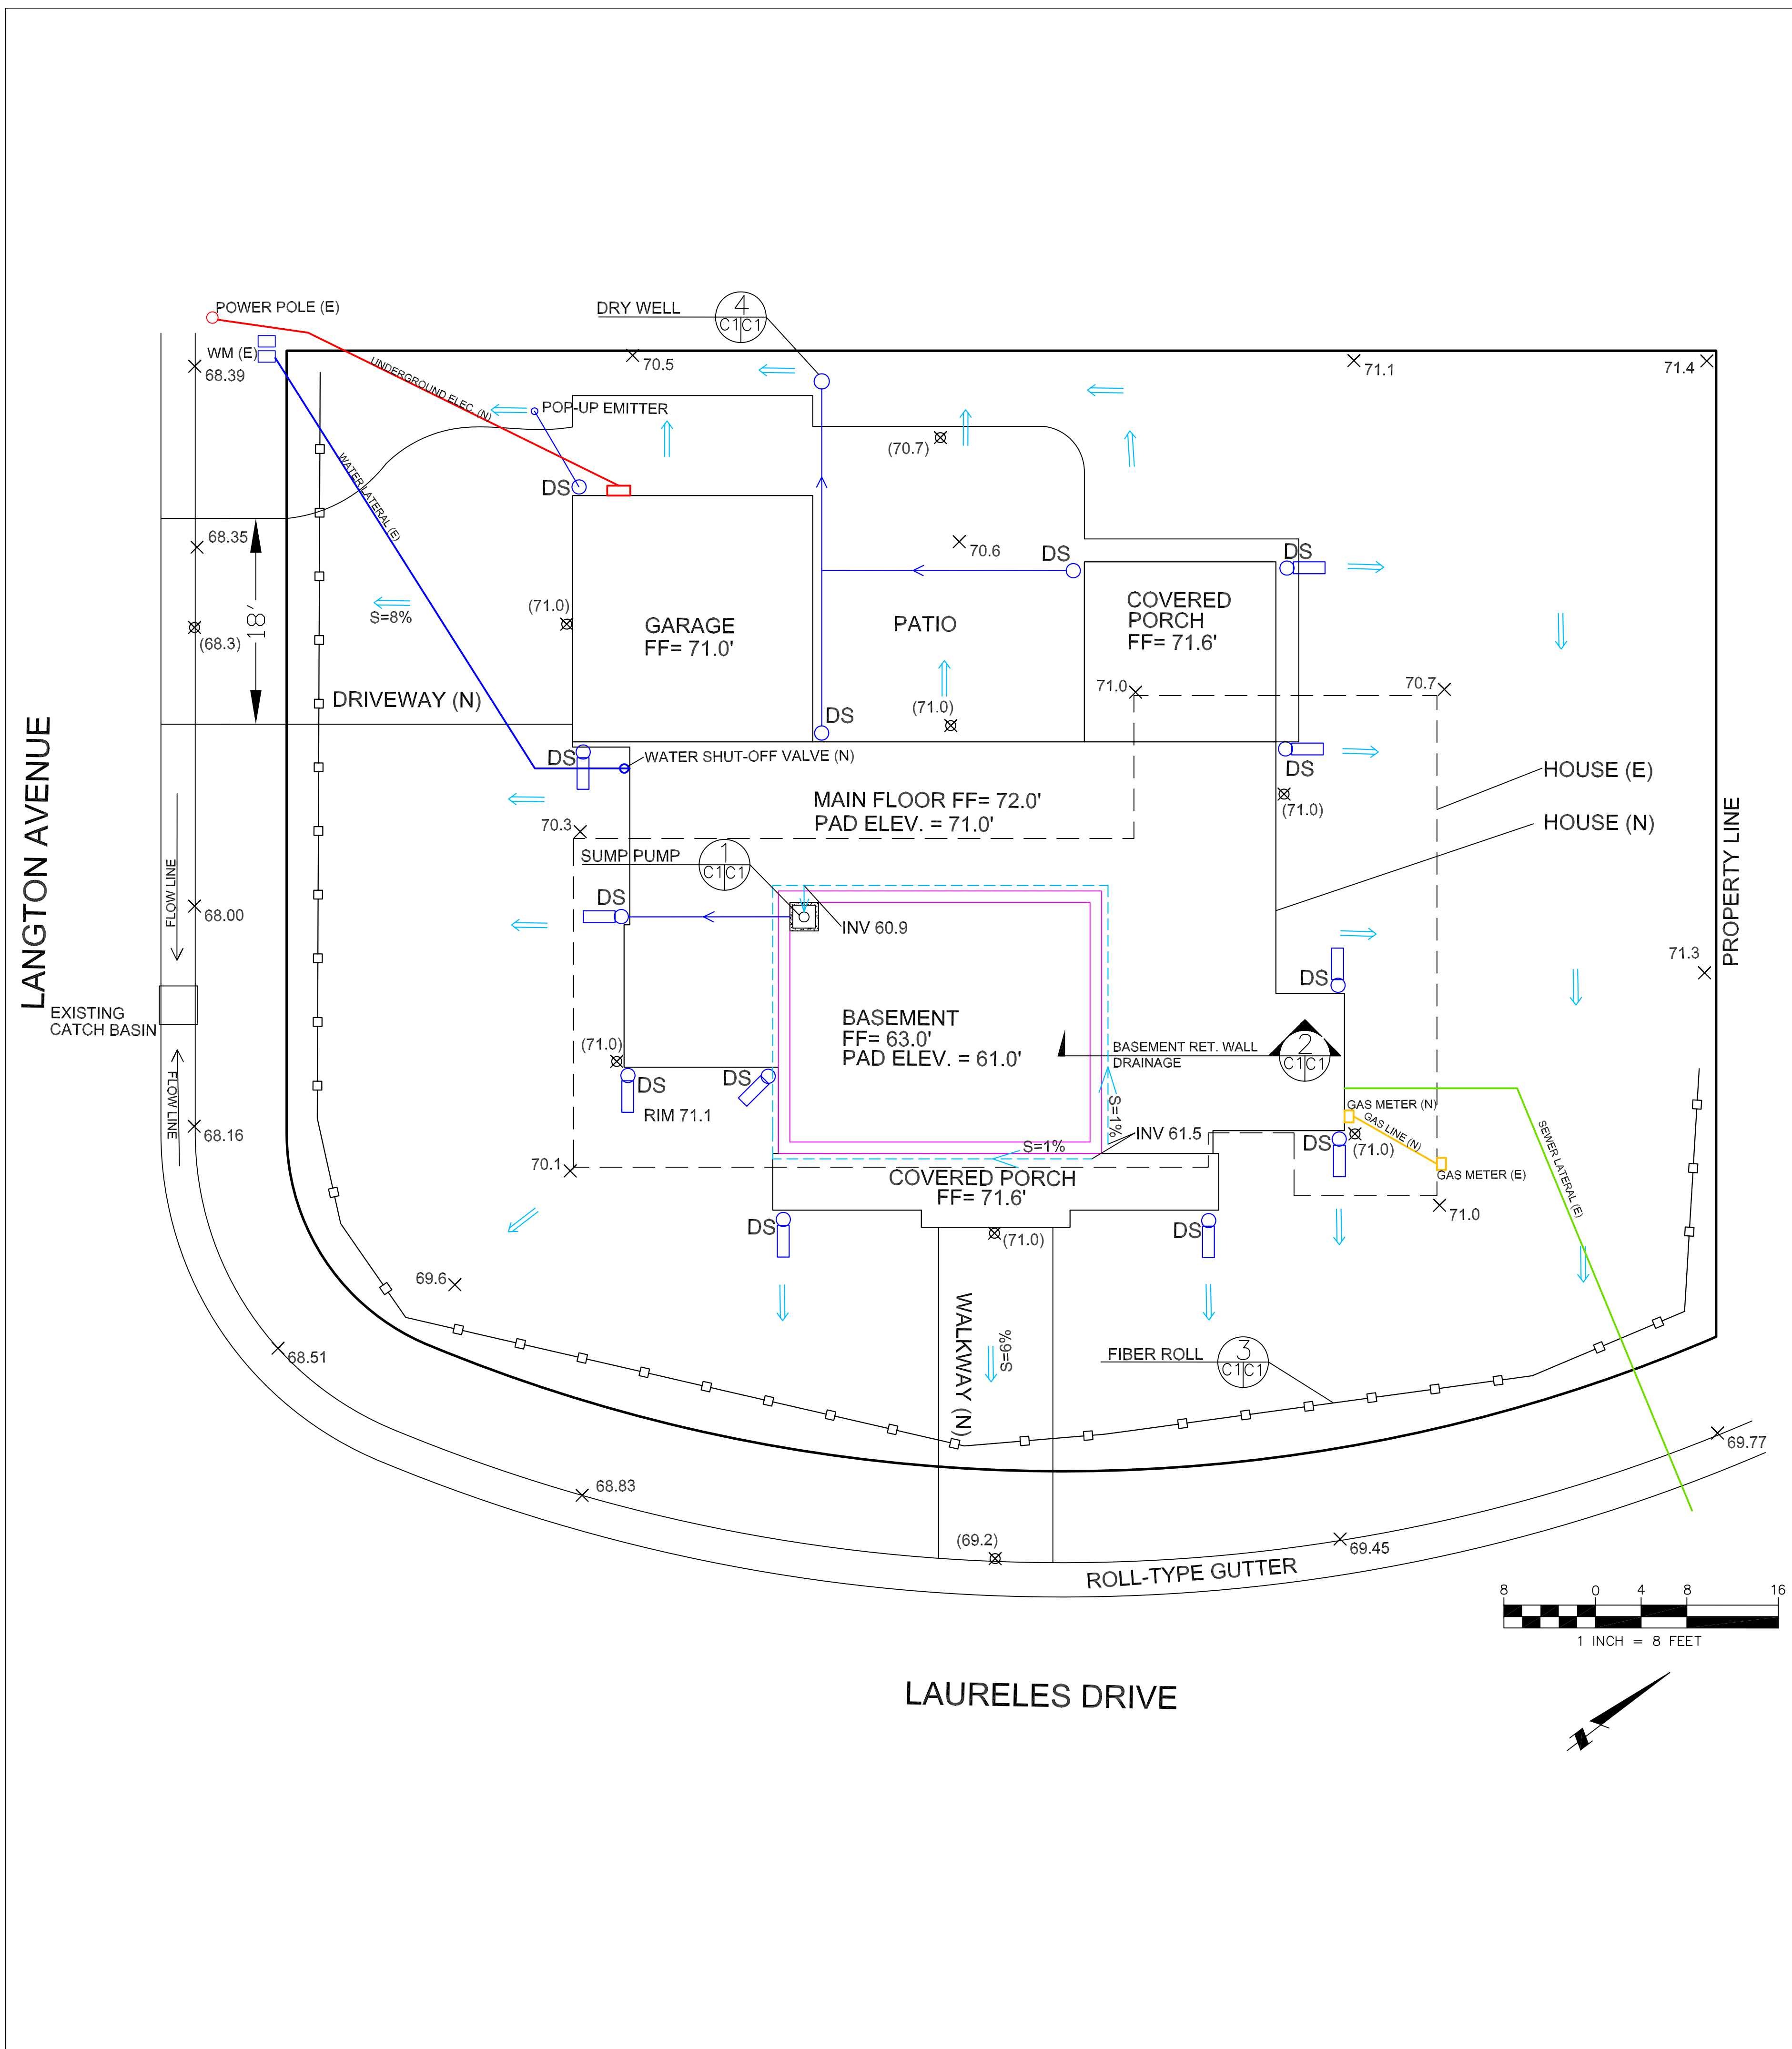 POWER POLE (E)
DRY WELL
4
C1 C1
WM (E)
68.39
UNDERGROUND ELEC. (N)
70.5
71.1
71.4
POP-UP EMITTER
(70.7)
WATER LATERAL (E)
DS
68.35
70.6
DS
DS
18'
S=8%
(71.0)
(68.3)
GARAGE
FF= 71.0'
PATIO
COVERED
PORCH
FF= 71.6'
DRIVEWAY (N)
71.0
70.7
(71.0)
DS
DS
WATER SHUT-OFF VALVE (N)
DS
HOUSE (E)
MAIN FLOOR FF= 72.0'
PAD ELEV. = 71.0'
(71.0)
HOUSE (N)
70.3
PROPERTY LINE
LANGTON AVENUE
SUMP PUMP
1
C1 C1
FLOW LINE
68.00
DS
INV 60.9
71.3
DS
EXISTING
CATCH BASIN
BASEMENT
FF= 63.0'
PAD ELEV. = 61.0'
(71.0)
BASEMENT RET. WALL
DRAINAGE
2
C1 C1
FLOW LINE
DS
DS
RIM 71.1
S=1%
GAS METER (N)
GAS LINE (N)
68.16
INV 61.5
S=1%
DS
(71.0)
SEWER LATERAL (E)
70.1
COVERED PORCH
FF= 71.6'
GAS METER (E)
71.0
DS
DS
(71.0)
69.6
WALKWAY (N)
S=6%
FIBER ROLL
3
C1 C1
68.51
69.77
68.83
(69.2)
69.45
ROLL-TYPE GUTTER
8 0 4 8 16
1 INCH = 8 FEET
LAURELES DRIVE